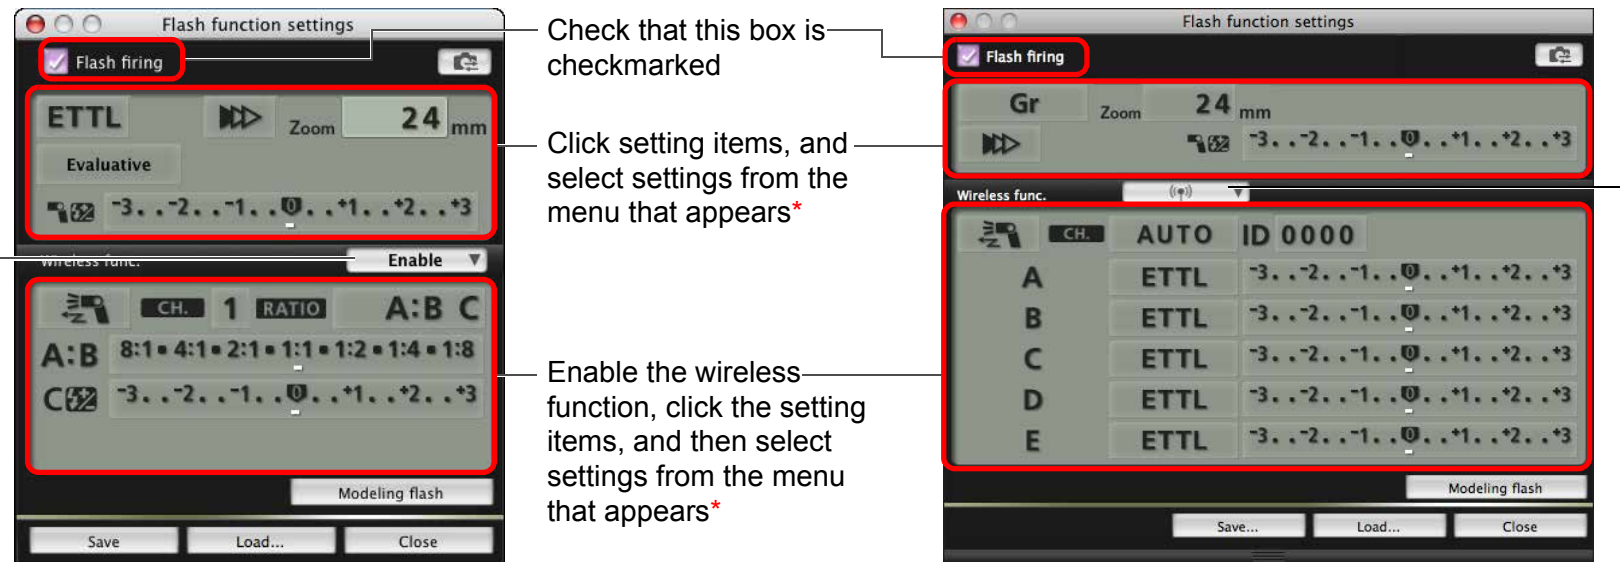 Flash function settings
Flash firing
ETTL
Zoom 24 mm
Evaluative
-3..-2..-1..0..+1..+2..+3
Wireless func. Enable
CH. 1 RATIO A:B C
A:B 8:1▪4:1▪2:1▪1:1▪1:2▪1:4▪1:8
C -3..-2..-1..0..+1..+2..+3
Modeling flash
Save Load... Close
Check that this box is
checkmarked
Click setting items, and
select settings from the
menu that appears*
Enable the wireless
function, click the setting
items, and then select
settings from the menu
that appears*
Flash function settings
Flash firing
Gr Zoom 24 mm
-3..-2..-1..0..+1..+2..+3
Wireless func.
CH. AUTO ID 0000
A ETTL -3..-2..-1..0..+1..+2..+3
B ETTL -3..-2..-1..0..+1..+2..+3
C ETTL -3..-2..-1..0..+1..+2..+3
D ETTL -3..-2..-1..0..+1..+2..+3
E ETTL -3..-2..-1..0..+1..+2..+3
Modeling flash
Save... Load... Close